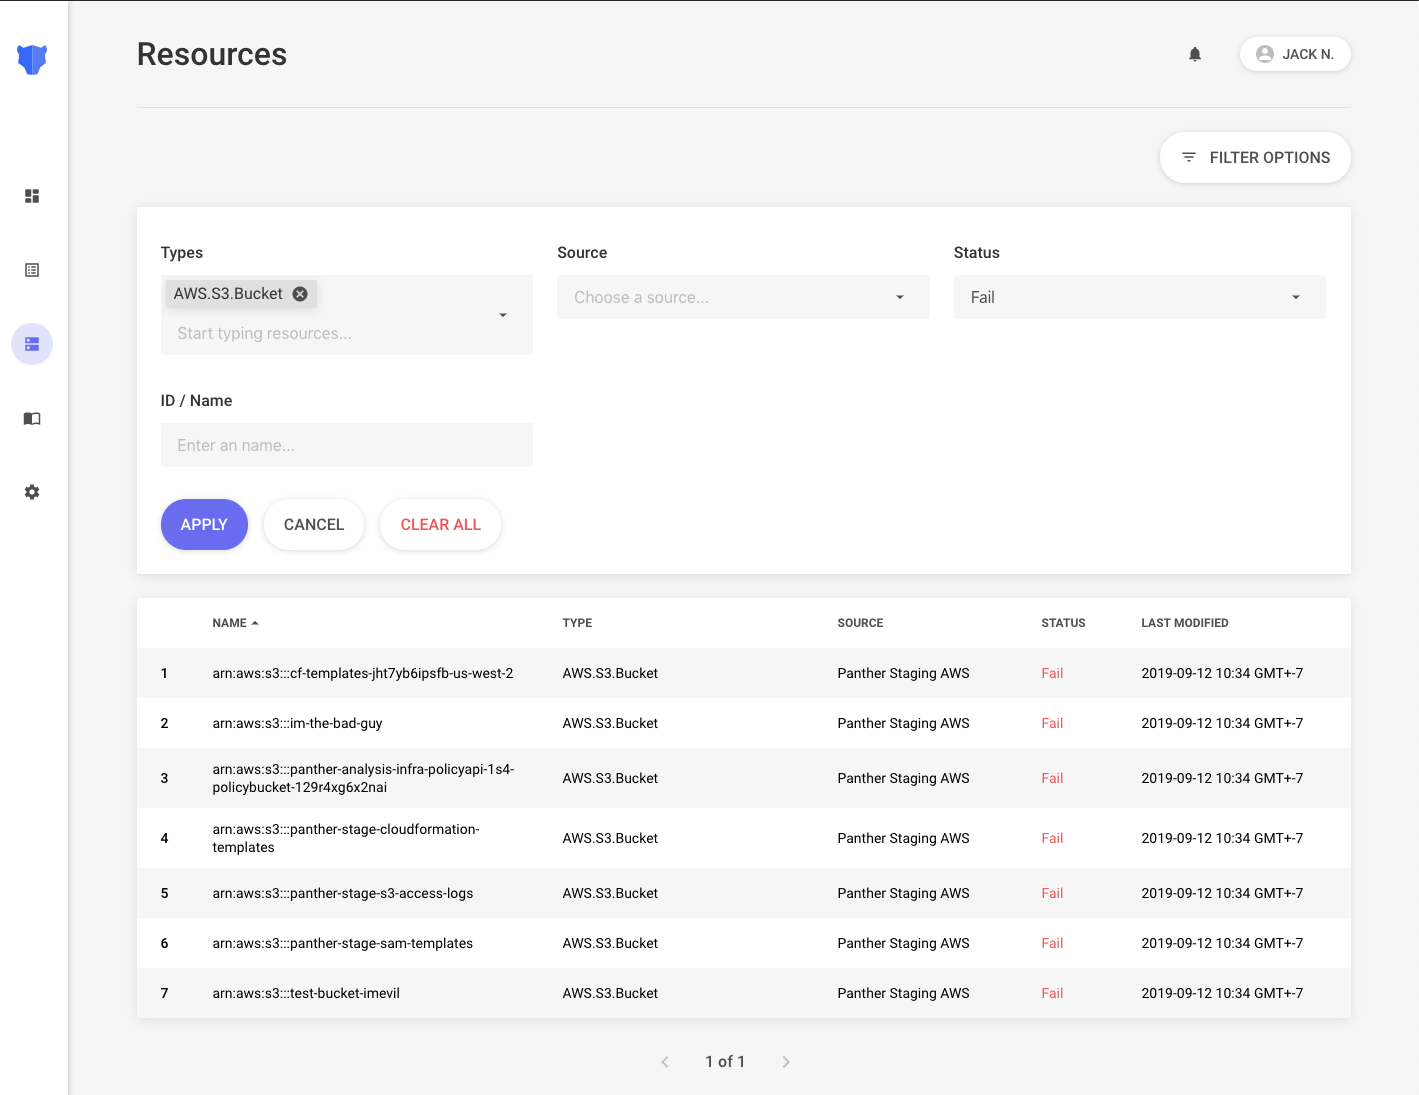 Resources
JACK N.
FILTER OPTIONS
Types
Source
Status
AWS.S3.Bucket
Start typing resources...
Choose a source...
Fail
ID / Name
Enter an name...
APPLY
CANCEL
CLEAR ALL
NAME TYPE SOURCE STATUS LAST MODIFIED
1 arn:aws:s3:::cf-templates-jht7yb6ipsfb-us-west-2 AWS.S3.Bucket Panther Staging AWS Fail 2019-09-12 10:34 GMT+-7
2 arn:aws:s3:::im-the-bad-guy AWS.S3.Bucket Panther Staging AWS Fail 2019-09-12 10:34 GMT+-7
3 arn:aws:s3:::panther-analysis-infra-policyapi-1s4-
policybucket-129r4xg6x2nai AWS.S3.Bucket Panther Staging AWS Fail 2019-09-12 10:34 GMT+-7
4 arn:aws:s3:::panther-stage-cloudformation-
templates AWS.S3.Bucket Panther Staging AWS Fail 2019-09-12 10:34 GMT+-7
5 arn:aws:s3:::panther-stage-s3-access-logs AWS.S3.Bucket Panther Staging AWS Fail 2019-09-12 10:34 GMT+-7
6 arn:aws:s3:::panther-stage-sam-templates AWS.S3.Bucket Panther Staging AWS Fail 2019-09-12 10:34 GMT+-7
7 arn:aws:s3:::test-bucket-imevil AWS.S3.Bucket Panther Staging AWS Fail 2019-09-12 10:34 GMT+-7
1 of 1